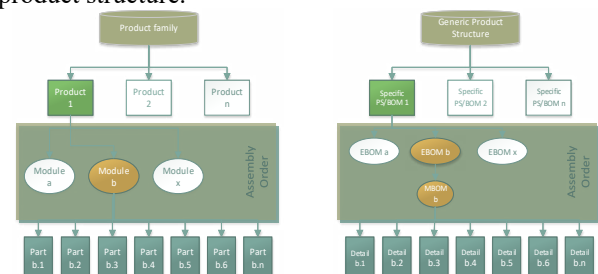 product structure.
Product family
Product
1
Product
2
Product
n
Module
a
Module
b
Module
x
Assembly
Order
Part
b.1
Part
b.2
Part
b.3
Part
b.4
Part
b.5
Part
b.6
Part
b.n
Generic Product
Structure
Specific
PS/BOM 1
Specific
PS/BOM 2
Specific
PS/BOM n
EBOM a
EBOM b
EBOM x
MBOM
b
Assembly
Order
Detail
b.1
Detail
b.2
Detail
b.3
Detail
b.4
Detail
b.5
Detail
b.6
Detail
b.n